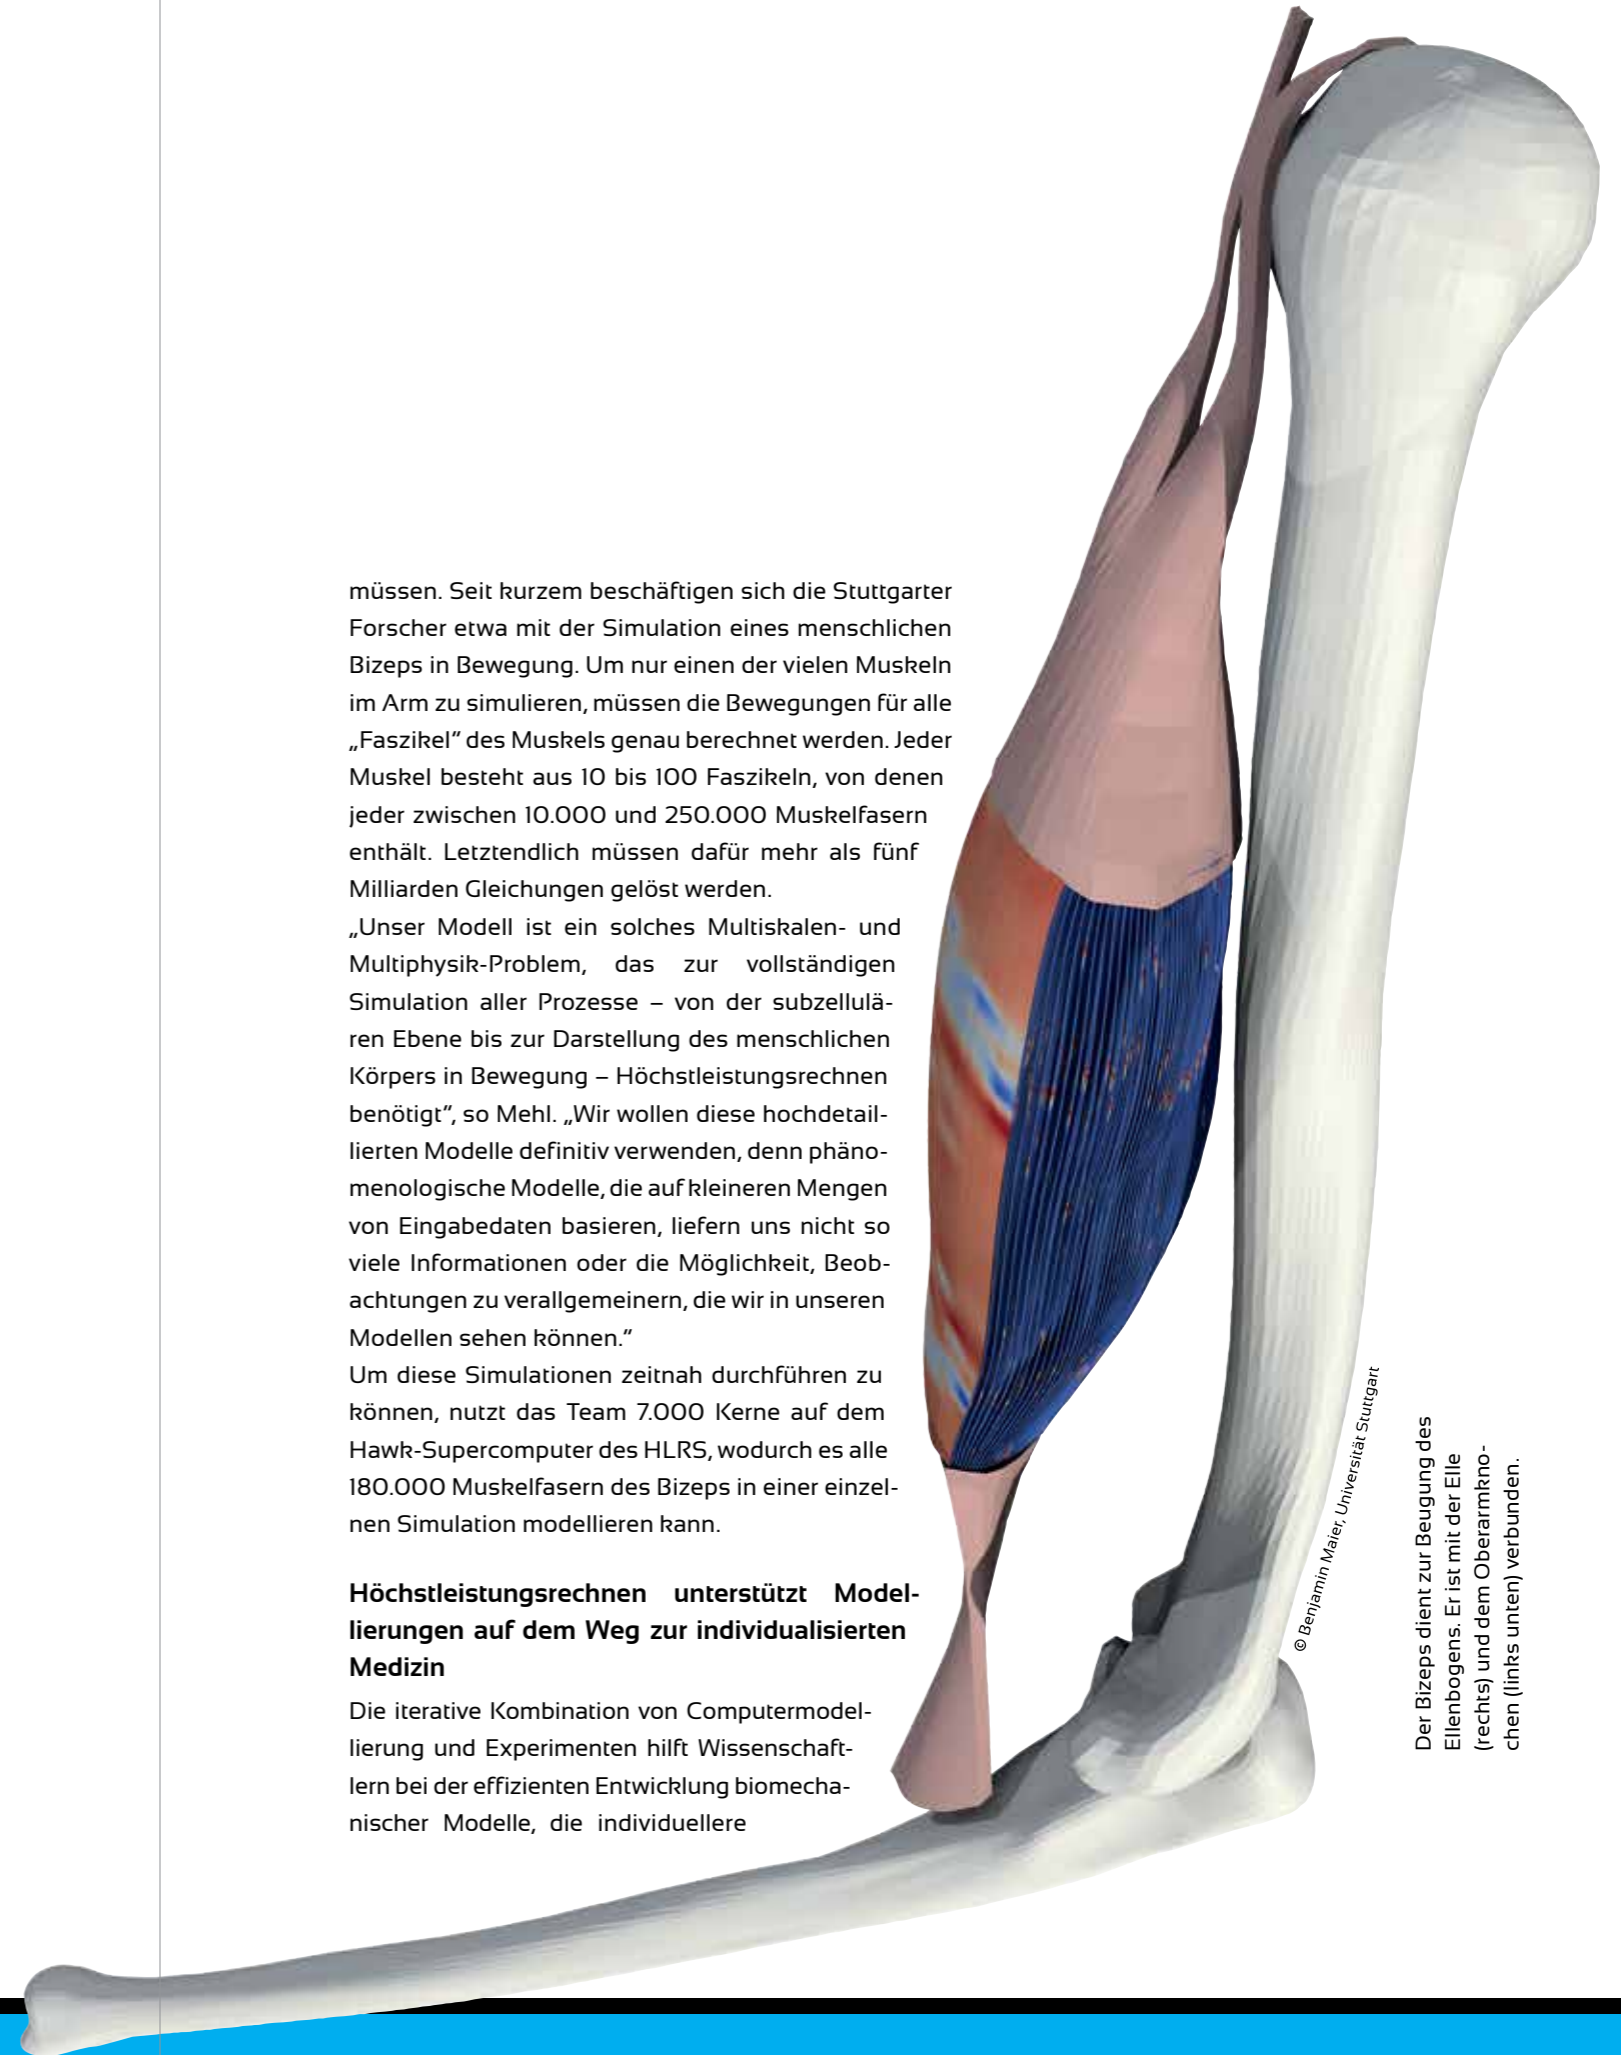 müssen. Seit kurzem beschäftigen sich die Stuttgarter
Forscher etwa mit der Simulation eines menschlichen
Bizeps in Bewegung. Um nur einen der vielen Muskeln
im Arm zu simulieren, müssen die Bewegungen für alle
„Faszikel“ des Muskels genau berechnet werden. Jeder
Muskel besteht aus 10 bis 100 Faszikeln, von denen
jeder zwischen 10.000 und 250.000 Muskelfasern
enthält. Letztendlich müssen dafür mehr als fünf
Milliarden Gleichungen gelöst werden.
„Unser Modell ist ein solches Multiskalen- und
Multiphysik-Problem, das zur vollständigen
Simulation aller Prozesse – von der subzellulä-
ren Ebene bis zur Darstellung des menschlichen
Körpers in Bewegung – Höchstleistungsrechnen
benötigt“, so Mehl. „Wir wollen diese hochdetail-
lierten Modelle definitiv verwenden, denn phäno-
menologische Modelle, die auf kleineren Mengen
von Eingabedaten basieren, liefern uns nicht so
viele Informationen oder die Möglichkeit, Beob-
achtungen zu verallgemeinern, die wir in unseren
Modellen sehen können.“
Um diese Simulationen zeitnah durchführen zu
können, nutzt das Team 7.000 Kerne auf dem
Hawk-Supercomputer des HLRS, wodurch es alle
180.000 Muskelfasern des Bizeps in einer einzel-
nen Simulation modellieren kann.
Höchstleistungsrechnen unterstützt Model-
lierungen auf dem Weg zur individualisierten
Medizin
Die iterative Kombination von Computermodel-
lierung und Experimenten hilft Wissenschaft-
lern bei der effizienten Entwicklung biomecha-
nischer Modelle, die individuellere
© Benjamin Maier, Universität Stuttgart
Der Bizeps dient zur Beugung des
Ellenbogens. Er ist mit der Elle
(rechts) und dem Oberarmkno-
chen (links unten) verbunden.